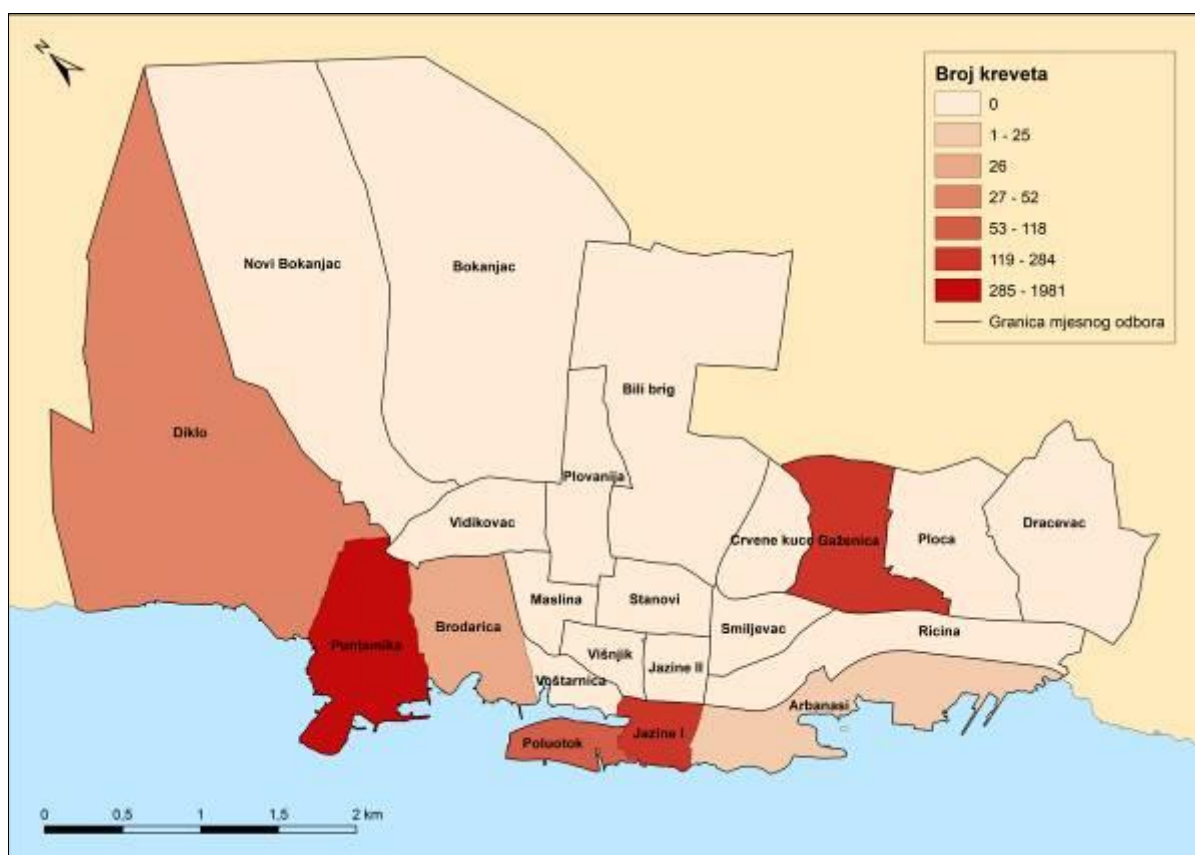 N
Broj kreveta
0
1 - 25
26
27 - 52
53 - 118
119 - 284
285 - 1981
Granica mjesnog odbora
Novi Bokanjac
Bokanjac
Bili brig
Diklo
Plovanija
Vidikovac
Crvene kuce
Gaženica
Ploca
Dracevac
Maslina
Stanovi
Smiljevac
Ricina
Puntamika
Brodarica
Višnjik
Jazine II
Voštarnica
Arbanasi
Poluotok
Jazine I
0 0,5 1 1,5 2 km